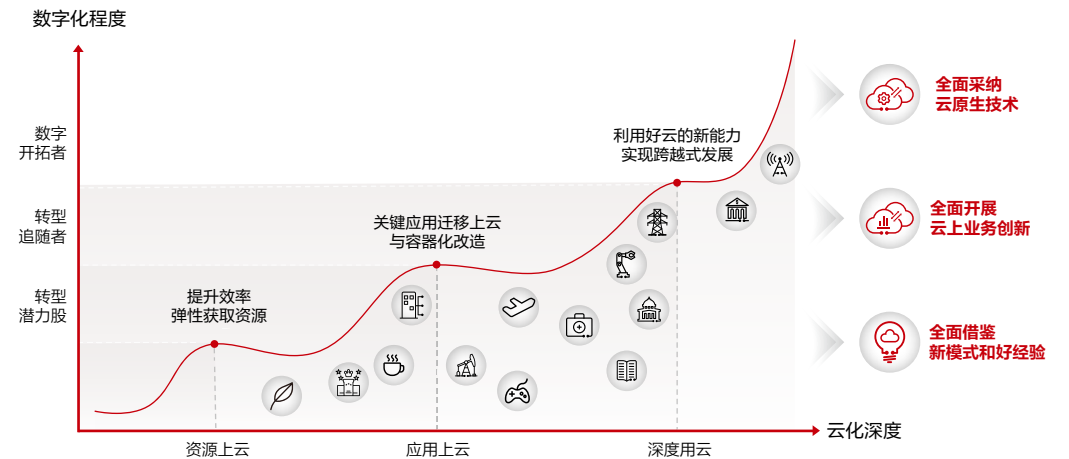 数字化程度
数字
开拓者
转型
追随者
转型
潜力股
利用好云的新能力
实现跨越式发展
关键应用迁移上云
与容器化改造
提升效率
弹性获取资源
资源上云
应用上云
深度用云
云化深度
全面采纳
云原生技术
全面开展
云上业务创新
全面借鉴
新模式和好经验